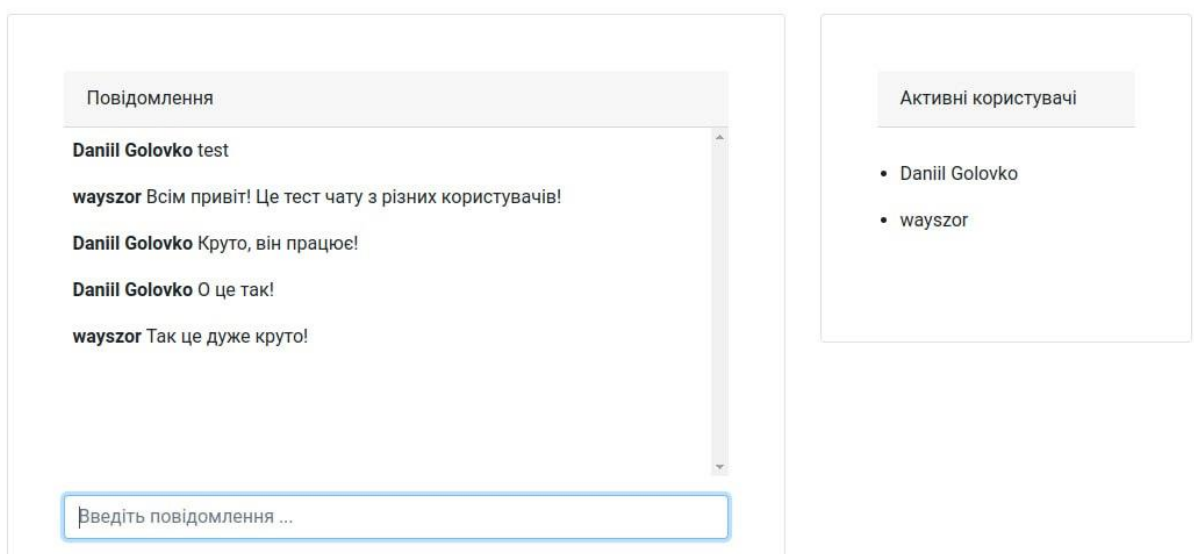 Повідомлення
Daniil Golovko test
wayszor Всім привіт! Це тест чату з різних користувачів!
Daniil Golovko Круто, він працює!
Daniil Golovko О це так!
wayszor Так це дуже круто!
Введіть повідомлення ...
Активні користувачі
Daniil Golovko
wayszor